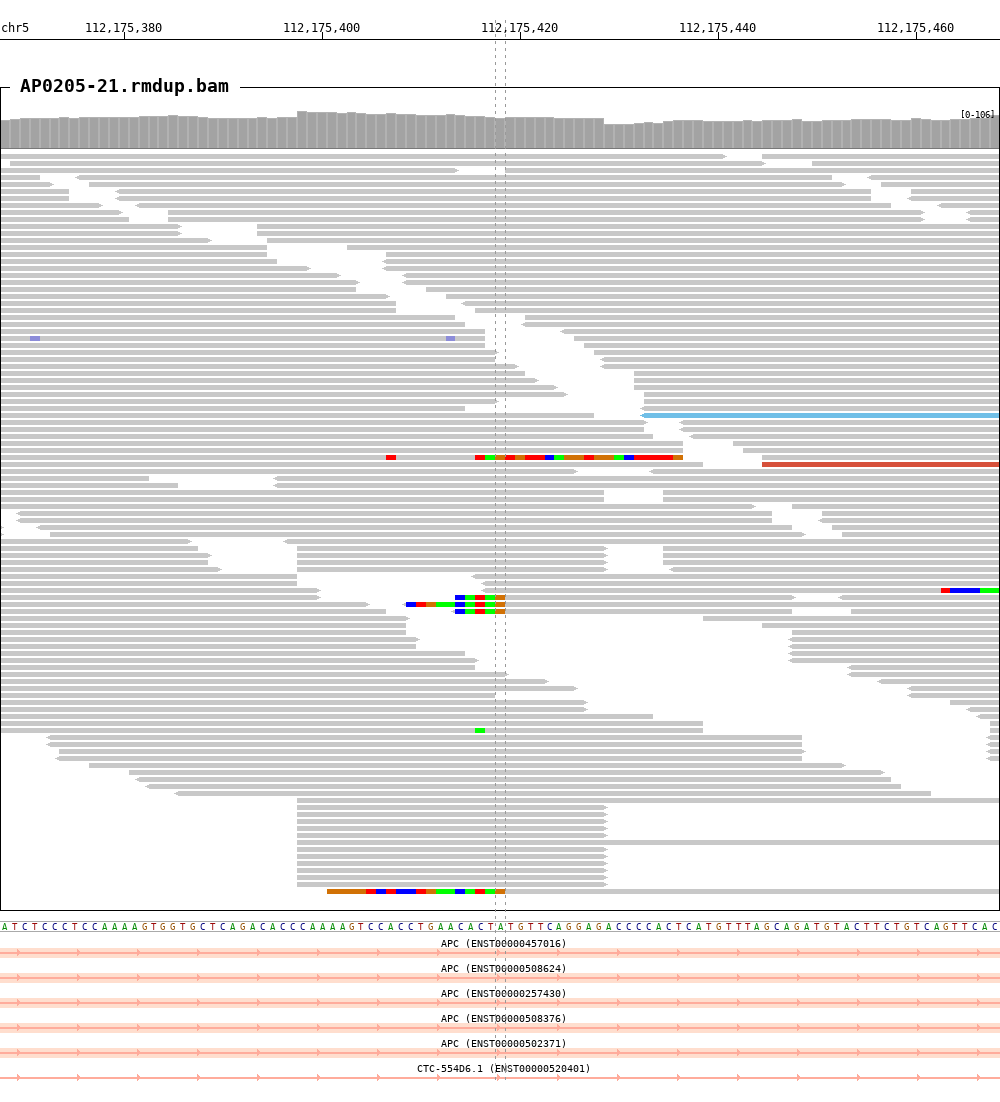 chr5 112,175,380 112,175,400 112,175,420 112,175,440 112,175,460
AP0205-21.rmdup.bam
[0-106]
ATCTCCCTCCAAAAGTGGTGCTCAGACACCCAAAAGTCCACCTGAACACTATGTTCAGGAGACCCCACTCATGTTTAGCAGATGTACTTCTGTCAGTTCAC
APC (ENST00000457016)
APC (ENST00000508624)
APC (ENST00000257430)
APC (ENST00000508376)
APC (ENST00000502371)
CTC-554D6.1 (ENST00000520401)